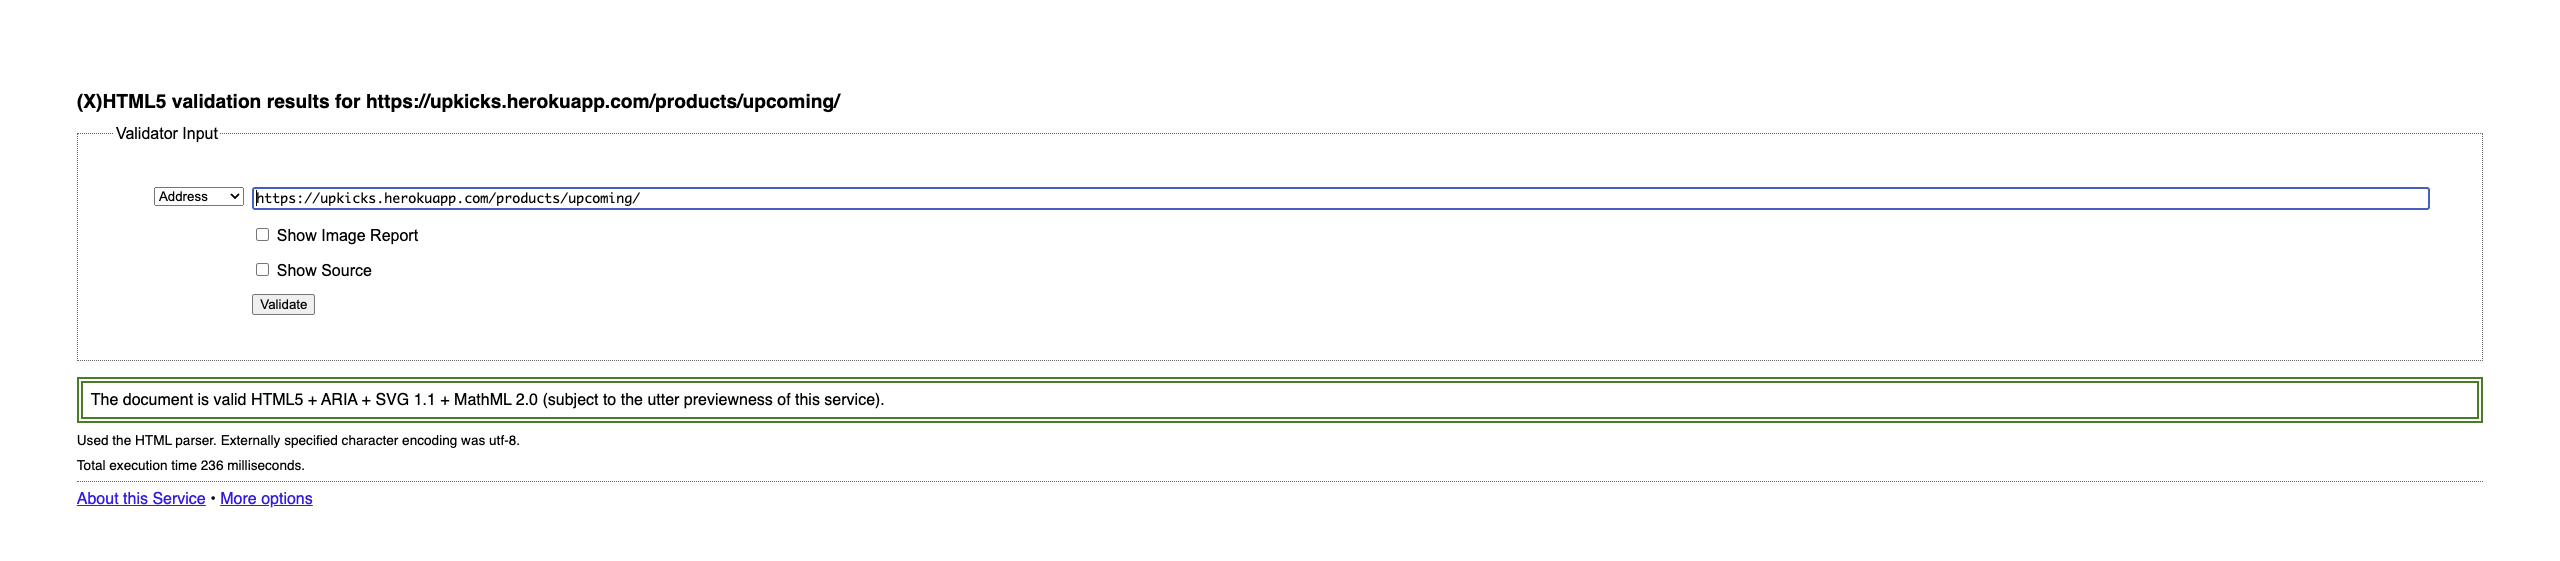 (X)HTML5 validation results for https://upkicks.herokuapp.com/products/upcoming/
Validator Input
Address https://upkicks.herokuapp.com/products/upcoming/
Show Image Report
Show Source
Validate
The document is valid HTML5 + ARIA + SVG 1.1 + MathML 2.0 (subject to the utter previewness of this service).
Used the HTML parser. Externally specified character encoding was utf-8.
Total execution time 236 milliseconds.
About this Service • More options